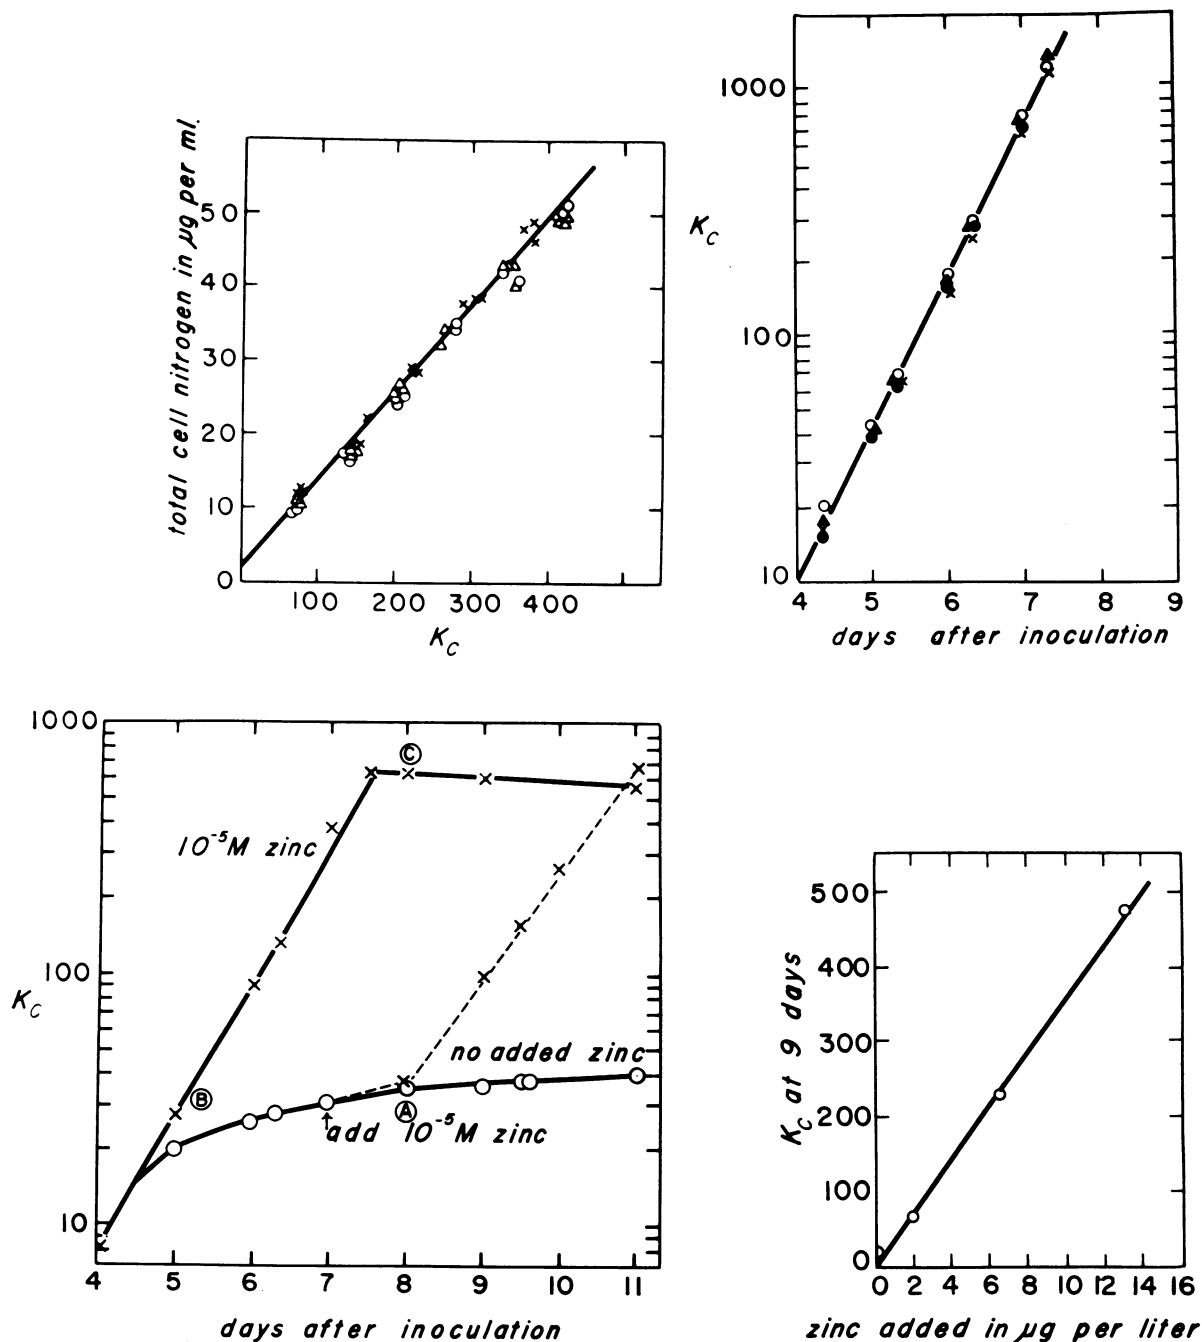 total cell nitrogen in µg per ml.
50
40
30
20
10
0
100 200 300 400
Kc
Kc
1000
100
10
4 5 6 7 8 9
days after inoculation
1000
100
10
Kc
C
10⁻⁵M zinc
B
no added zinc
A
add 10⁻⁵M zinc
4 5 6 7 8 9 10 11
days after inoculation
Kc at 9 days
500
400
300
200
100
0
0 2 4 6 8 10 12 14 16
zinc added in µg per liter